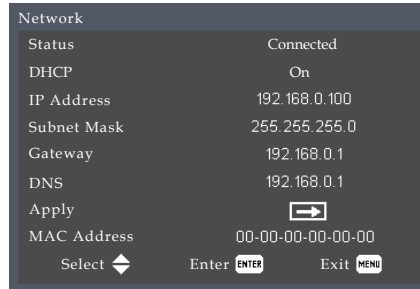 Network
Status Connected
DHCP On
IP Address 192.168.0.100
Subnet Mask 255.255.255.0
Gateway 192.168.0.1
DNS 192.168.0.1
Apply
MAC Address 00-00-00-00-00-00
Select Enter ENTER Exit MENU